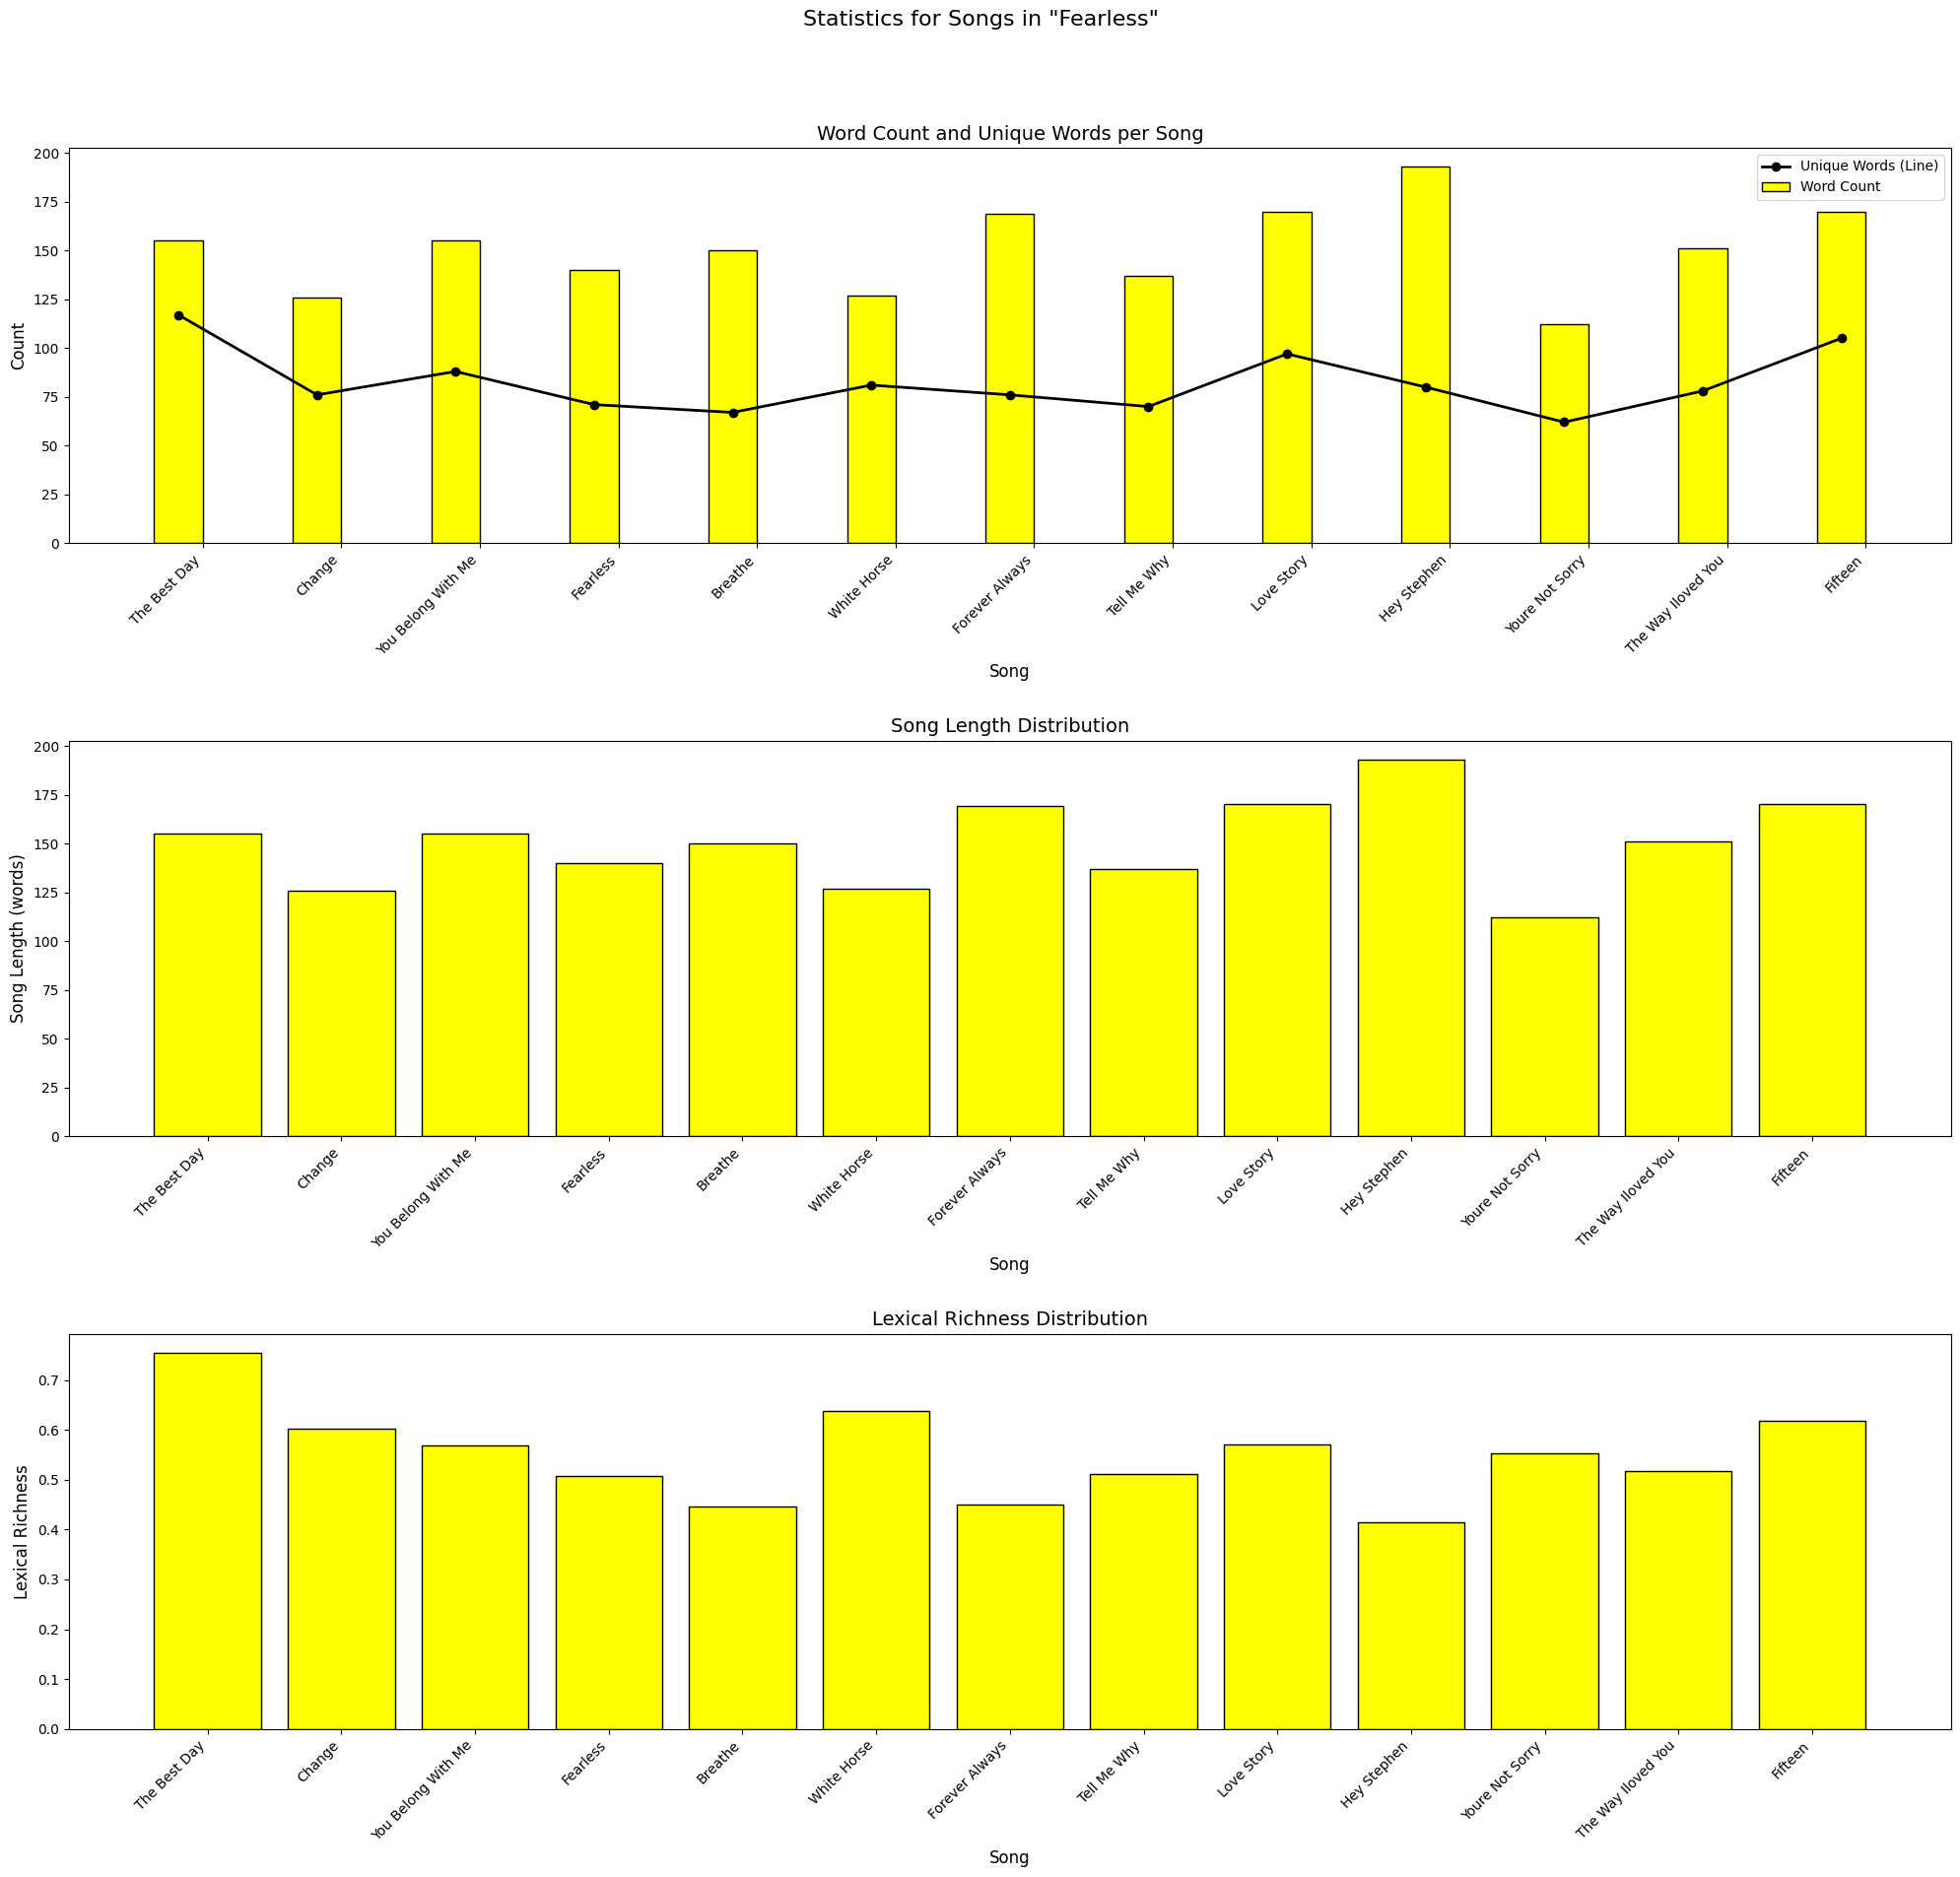 Statistics for Songs in "Fearless"
Word Count and Unique Words per Song
Unique Words (Line)
Word Count
Count
200
175
150
125
100
75
50
25
0
The Best Day
Change
You Belong With Me
Fearless
Breathe
White Horse
Forever Always
Tell Me Why
Love Story
Hey Stephen
Youre Not Sorry
The Way Iloved You
Fifteen
Song
Song Length Distribution
Song Length (words)
200
175
150
125
100
75
50
25
0
The Best Day
Change
You Belong With Me
Fearless
Breathe
White Horse
Forever Always
Tell Me Why
Love Story
Hey Stephen
Youre Not Sorry
The Way Iloved You
Fifteen
Song
Lexical Richness Distribution
Lexical Richness
0.7
0.6
0.5
0.4
0.3
0.2
0.1
0.0
The Best Day
Change
You Belong With Me
Fearless
Breathe
White Horse
Forever Always
Tell Me Why
Love Story
Hey Stephen
Youre Not Sorry
The Way Iloved You
Fifteen
Song